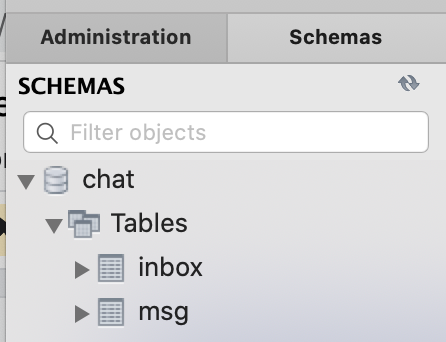 Administration Schemas
SCHEMAS
Filter objects
chat
Tables
inbox
msg